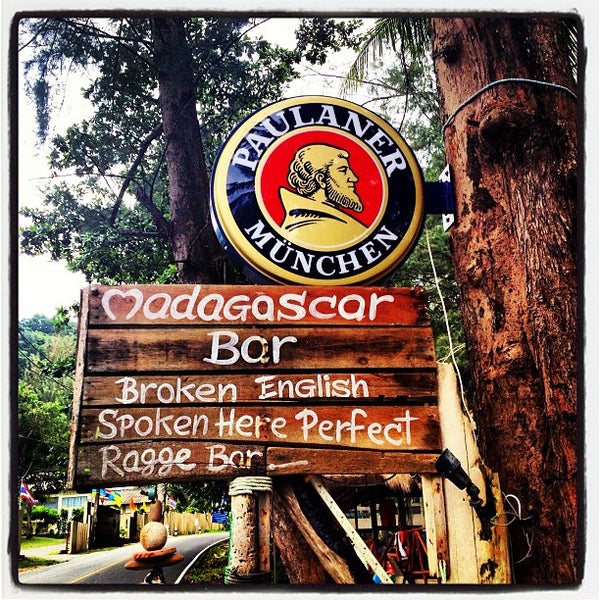 PAULANER
MÜNCHEN
Madagascar
Bar
Broken English
Spoken Here Perfect
Ragge Bar